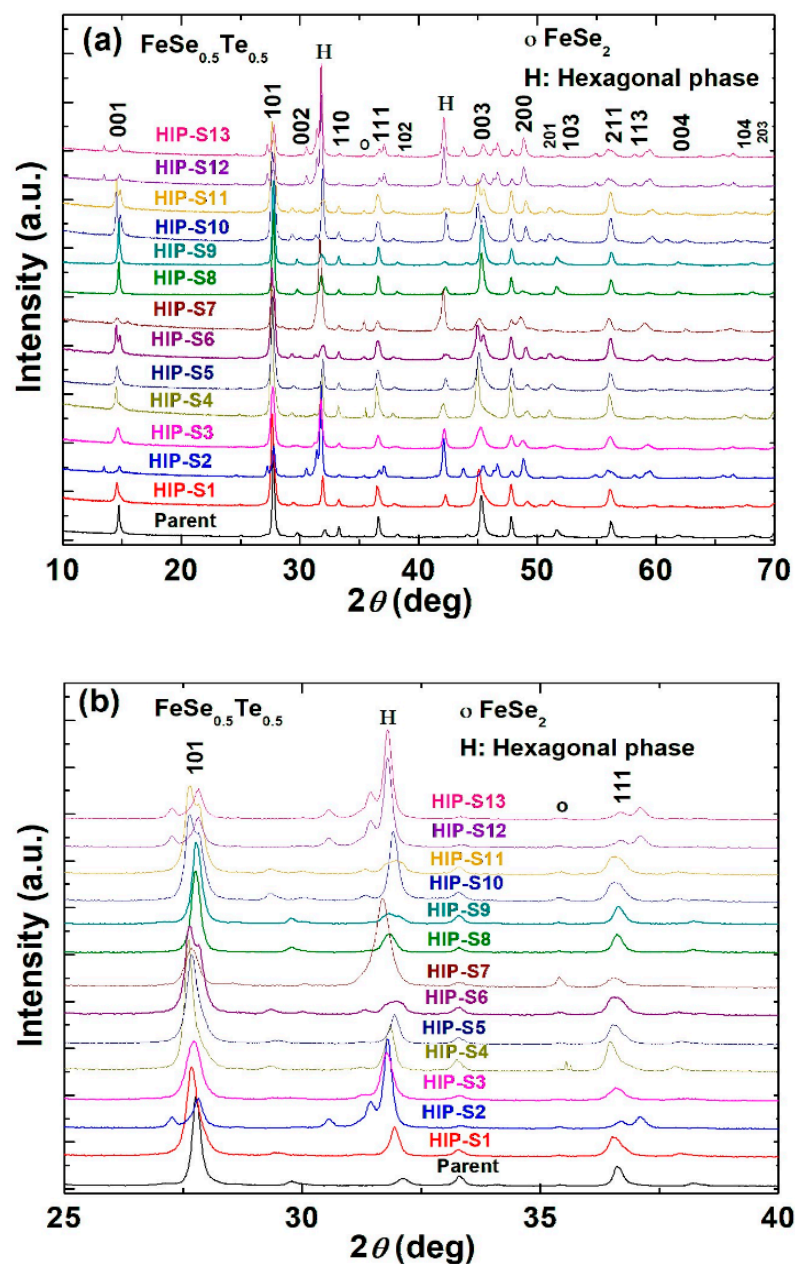 (a) FeSe0.5Te0.5 H o FeSe2
H: Hexagonal phase
001 101 002 110 o 111 102 H 003 200 201 103 211 113 004 104 203
HIP-S13
HIP-S12
HIP-S11
HIP-S10
HIP-S9
HIP-S8
HIP-S7
HIP-S6
HIP-S5
HIP-S4
HIP-S3
HIP-S2
HIP-S1
Parent
Intensity (a.u.)
10 20 30 40 50 60 70
2θ (deg)
(b) FeSe0.5Te0.5 H o FeSe2
H: Hexagonal phase
101 o 111
HIP-S13
HIP-S12
HIP-S11
HIP-S10
HIP-S9
HIP-S8
HIP-S7
HIP-S6
HIP-S5
HIP-S4
HIP-S3
HIP-S2
HIP-S1
Parent
Intensity (a.u.)
25 30 35 40
2θ (deg)